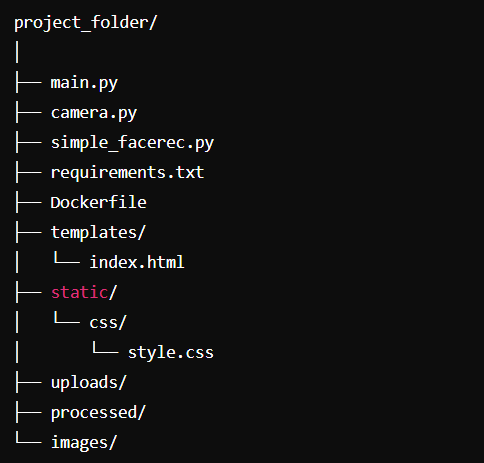 project_folder/
│
├── main.py
├── camera.py
├── simple_facerec.py
├── requirements.txt
├── Dockerfile
├── templates/
│   └── index.html
├── static/
│   └── css/
│       └── style.css
├── uploads/
├── processed/
└── images/